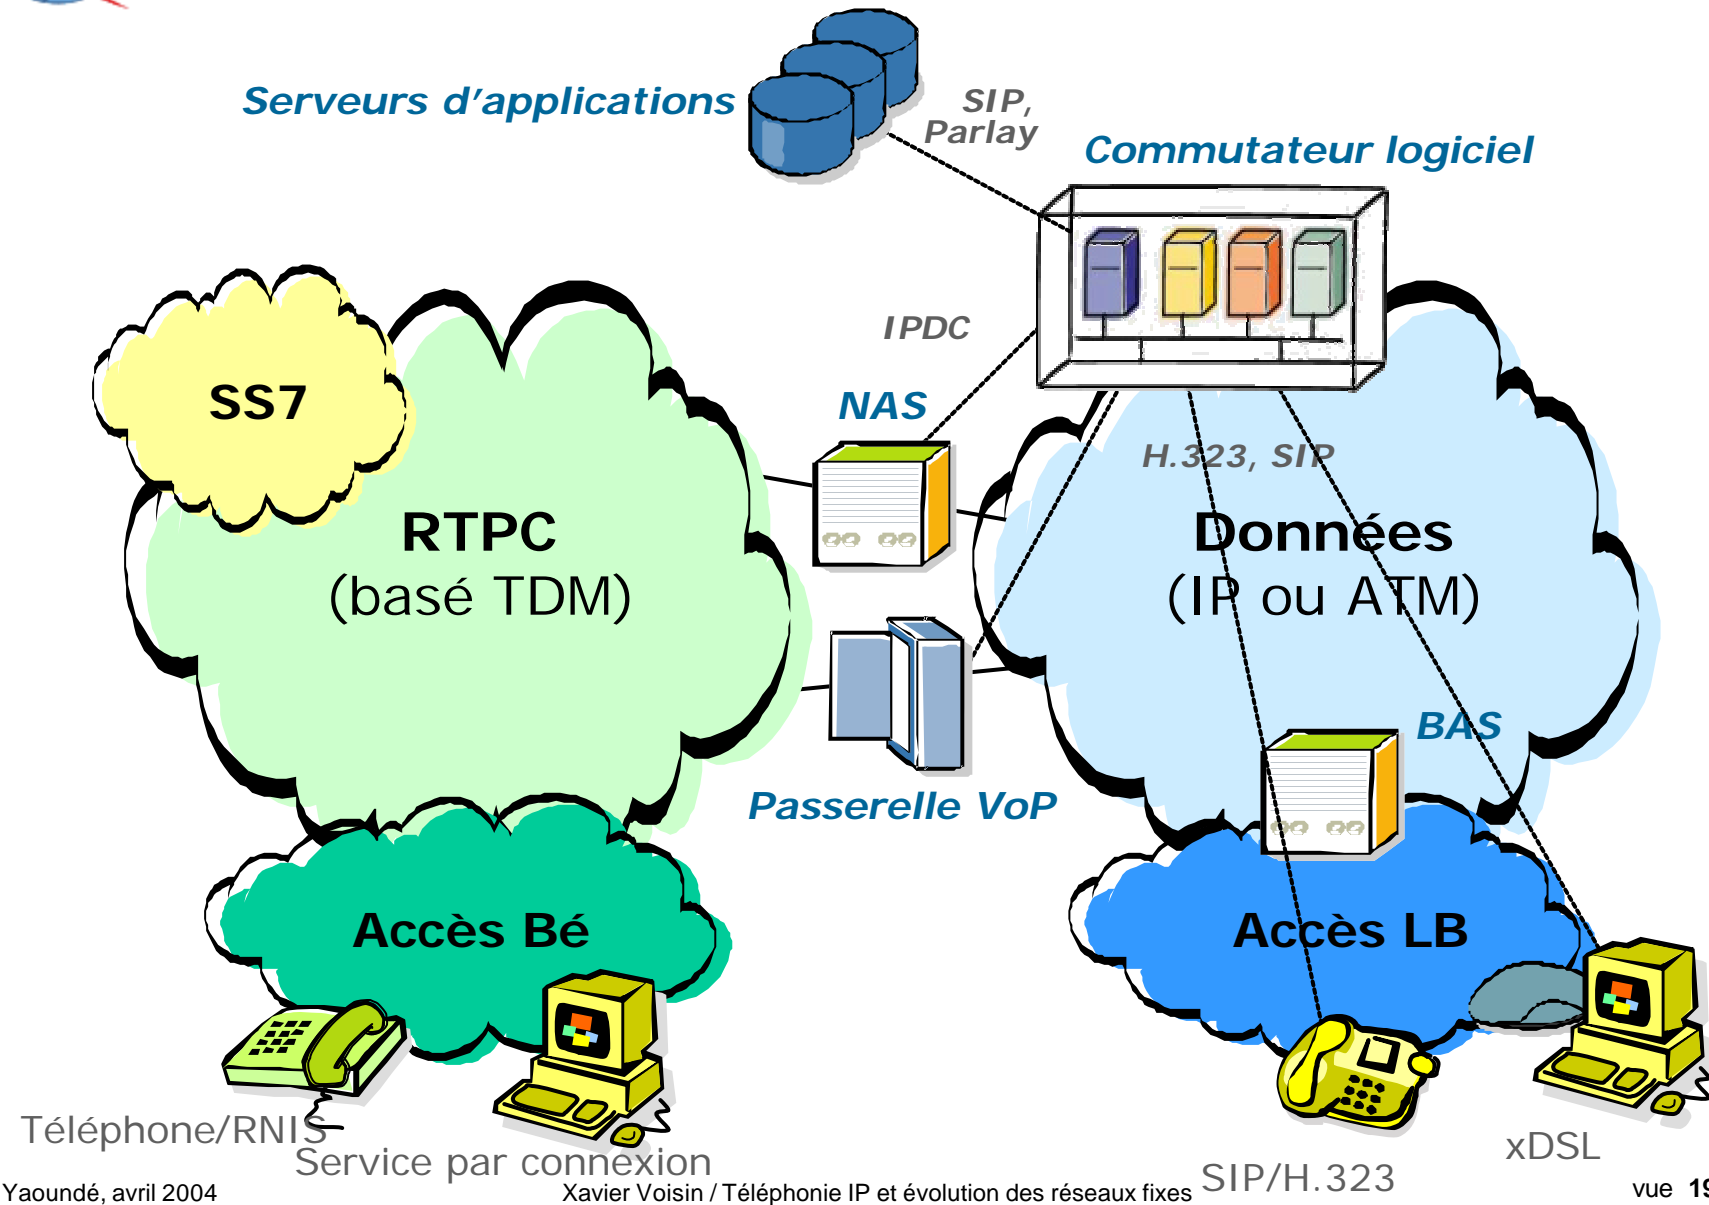 Serveurs d'applications
SIP,
Parlay
Commutateur logiciel
IPDC
SS7
NAS
H.323, SIP
RTPC
(basé TDM)
Données
(IP ou ATM)
BAS
Passerelle VoP
Accès Bé
Accès LB
Téléphone/RNIS
Service par connexion
xDSL
SIP/H.323
Yaoundé, avril 2004
Xavier Voisin / Téléphonie IP et évolution des réseaux fixes
vue 19